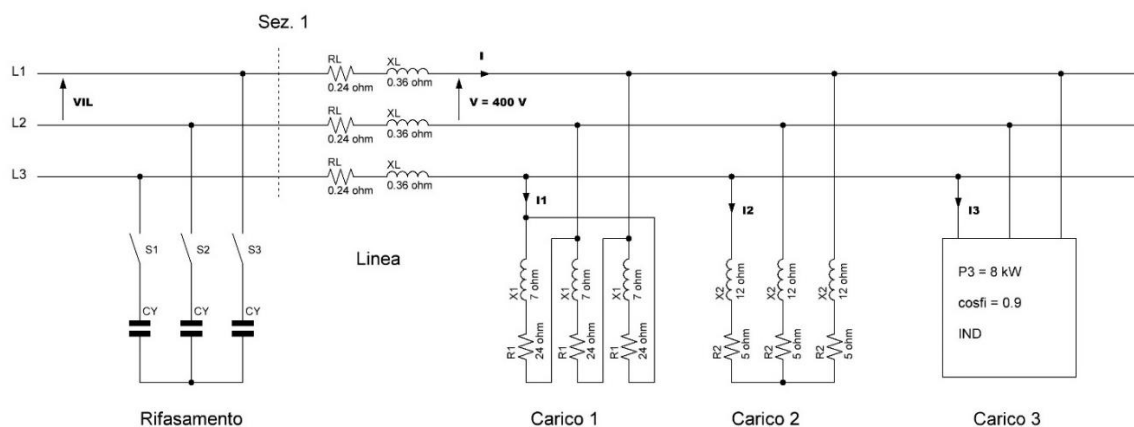 Sez. 1
L1
RL
0.24 ohm
XL
0.36 ohm
I
VIL
V = 400 V
L2
RL
0.24 ohm
XL
0.36 ohm
L3
RL
0.24 ohm
XL
0.36 ohm
I1
I2
I3
S1
S2
S3
Linea
X1
7 ohm
X1
7 ohm
X1
7 ohm
X2
12 ohm
X2
12 ohm
X2
12 ohm
P3 = 8 kW
cosfi = 0.9
IND
CY
CY
CY
R1
24 ohm
R1
24 ohm
R1
24 ohm
R2
5 ohm
R2
5 ohm
R2
5 ohm
Rifasamento
Carico 1
Carico 2
Carico 3